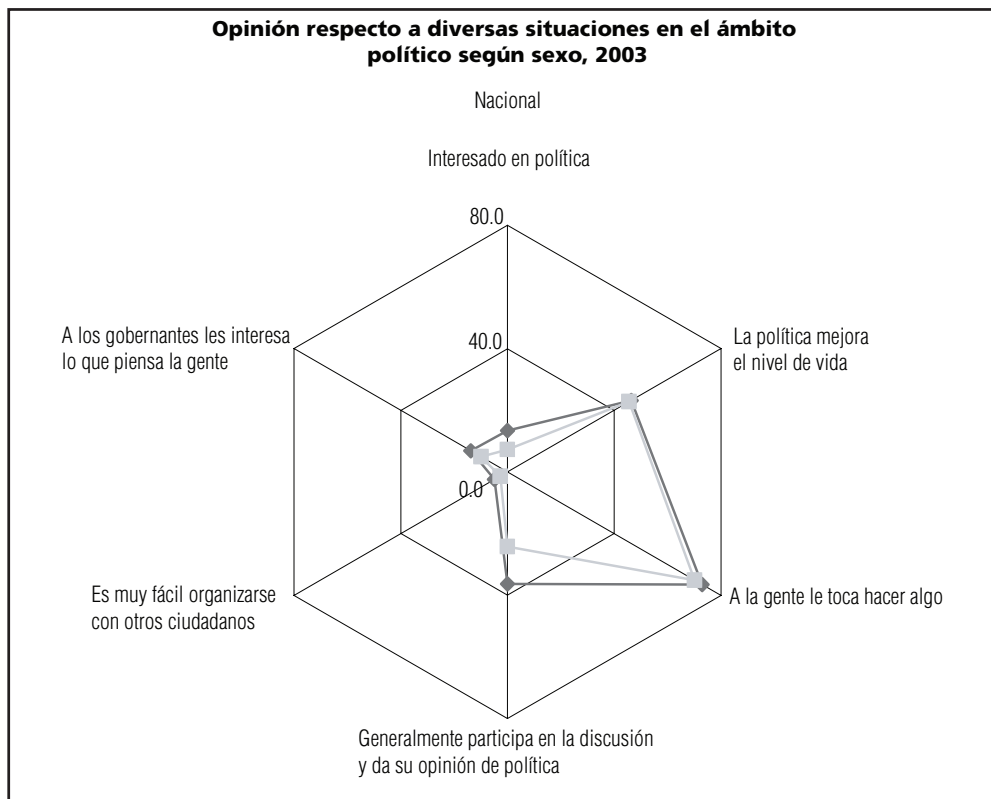 Opinión respecto a diversas situaciones en el ámbito
político según sexo, 2003
Nacional
Interesado en política
80.0
A los gobernantes les interesa
lo que piensa la gente
40.0
La política mejora
el nivel de vida
0.0
Es muy fácil organizarse
con otros ciudadanos
A la gente le toca hacer algo
Generalmente participa en la discusión
y da su opinión de política